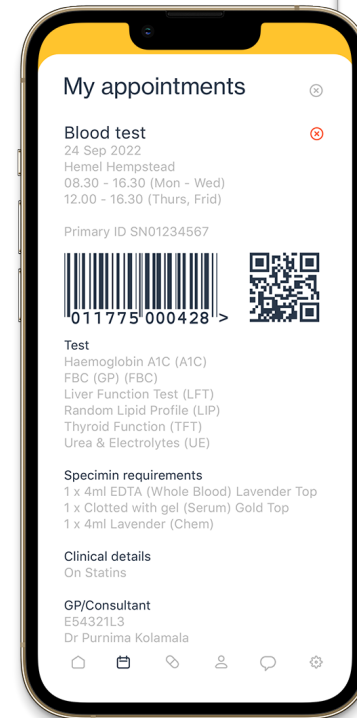 My appointments
Blood test
24 Sep 2022
Hemel Hempstead
08.30 - 16.30 (Mon - Wed)
12.00 - 16.30 (Thurs, Frid)
Primary ID SN01234567
011775 000428 >
Test
Haemoglobin A1C (A1C)
FBC (GP) (FBC)
Liver Function Test (LFT)
Random Lipid Profile (LIP)
Thyroid Function (TFT)
Urea & Electrolytes (UE)
Specimin requirements
1 x 4ml EDTA (Whole Blood) Lavender Top
1 x Clotted with gel (Serum) Gold Top
1 x 4ml Lavender (Chem)
Clinical details
On Statins
GP/Consultant
E54321L3
Dr Purnima Kolamala